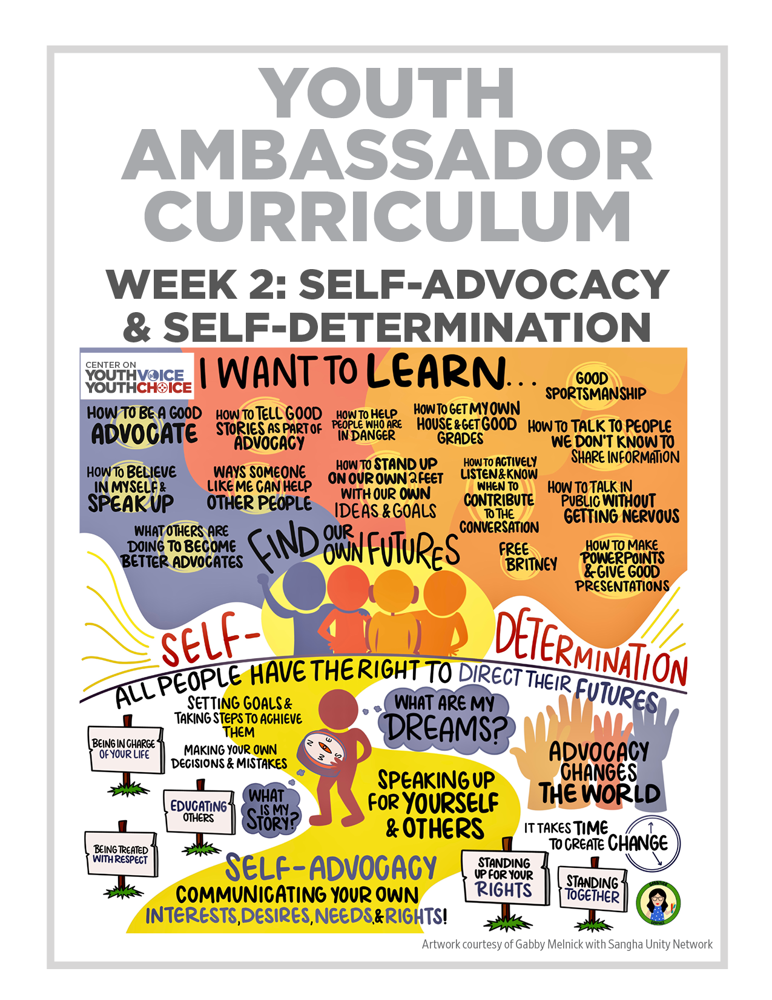 YOUTH
AMBASSADOR
CURRICULUM
WEEK 2: SELF-ADVOCACY
& SELF-DETERMINATION
CENTER ON
YOUTHVOICE
YOUTHCHOICE
I WANT TO LEARN...
GOOD
SPORTSMANSHIP
HOW TO BE A GOOD
ADVOCATE
HOW TO TELL GOOD
STORIES AS PART OF
ADVOCACY
HOW TO HELP
PEOPLE WHO ARE
IN DANGER
HOW TO GET MY OWN
HOUSE & GET GOOD
GRADES
HOW TO TALK TO PEOPLE
WE DON'T KNOW TO
SHARE INFORMATION
HOW TO BELIEVE
IN MYSELF &
SPEAK UP
WAYS SOMEONE
LIKE ME CAN HELP
OTHER PEOPLE
HOW TO STAND UP
ON OUR OWN 2 FEET
WITH OUR OWN
IDEAS & GOALS
HOW TO ACTIVELY
LISTEN & KNOW
WHEN TO
CONTRIBUTE
TO THE
CONVERSATION
HOW TO TALK IN
PUBLIC WITHOUT
GETTING NERVOUS
WHAT OTHERS ARE
DOING TO BECOME
BETTER ADVOCATES
FIND OUR
OWN FUTURES
FREE
BRITNEY
HOW TO MAKE
POWERPOINTS
& GIVE GOOD
PRESENTATIONS
SELF-DETERMINATION
ALL PEOPLE HAVE THE RIGHT TO DIRECT THEIR FUTURES
SETTING GOALS &
TAKING STEPS TO ACHIEVE
THEM
MAKING YOUR OWN
DECISIONS & MISTAKES
BEING IN CHARGE
OF YOUR LIFE
N E
W S
WHAT ARE MY
DREAMS?
ADVOCACY
CHANGES
THE WORLD
EDUCATING
OTHERS
WHAT
IS MY
STORY?
SPEAKING UP
FOR YOURSELF
& OTHERS
BEING TREATED
WITH RESPECT
IT TAKES TIME
TO CREATE CHANGE
SELF-ADVOCACY
COMMUNICATING YOUR OWN
INTERESTS, DESIRES, NEEDS, & RIGHTS!
STANDING
UP FOR YOUR
RIGHTS
STANDING
TOGETHER
GRAPHICS
Artwork courtesy of Gabby Melnick with Sangha Unity Network